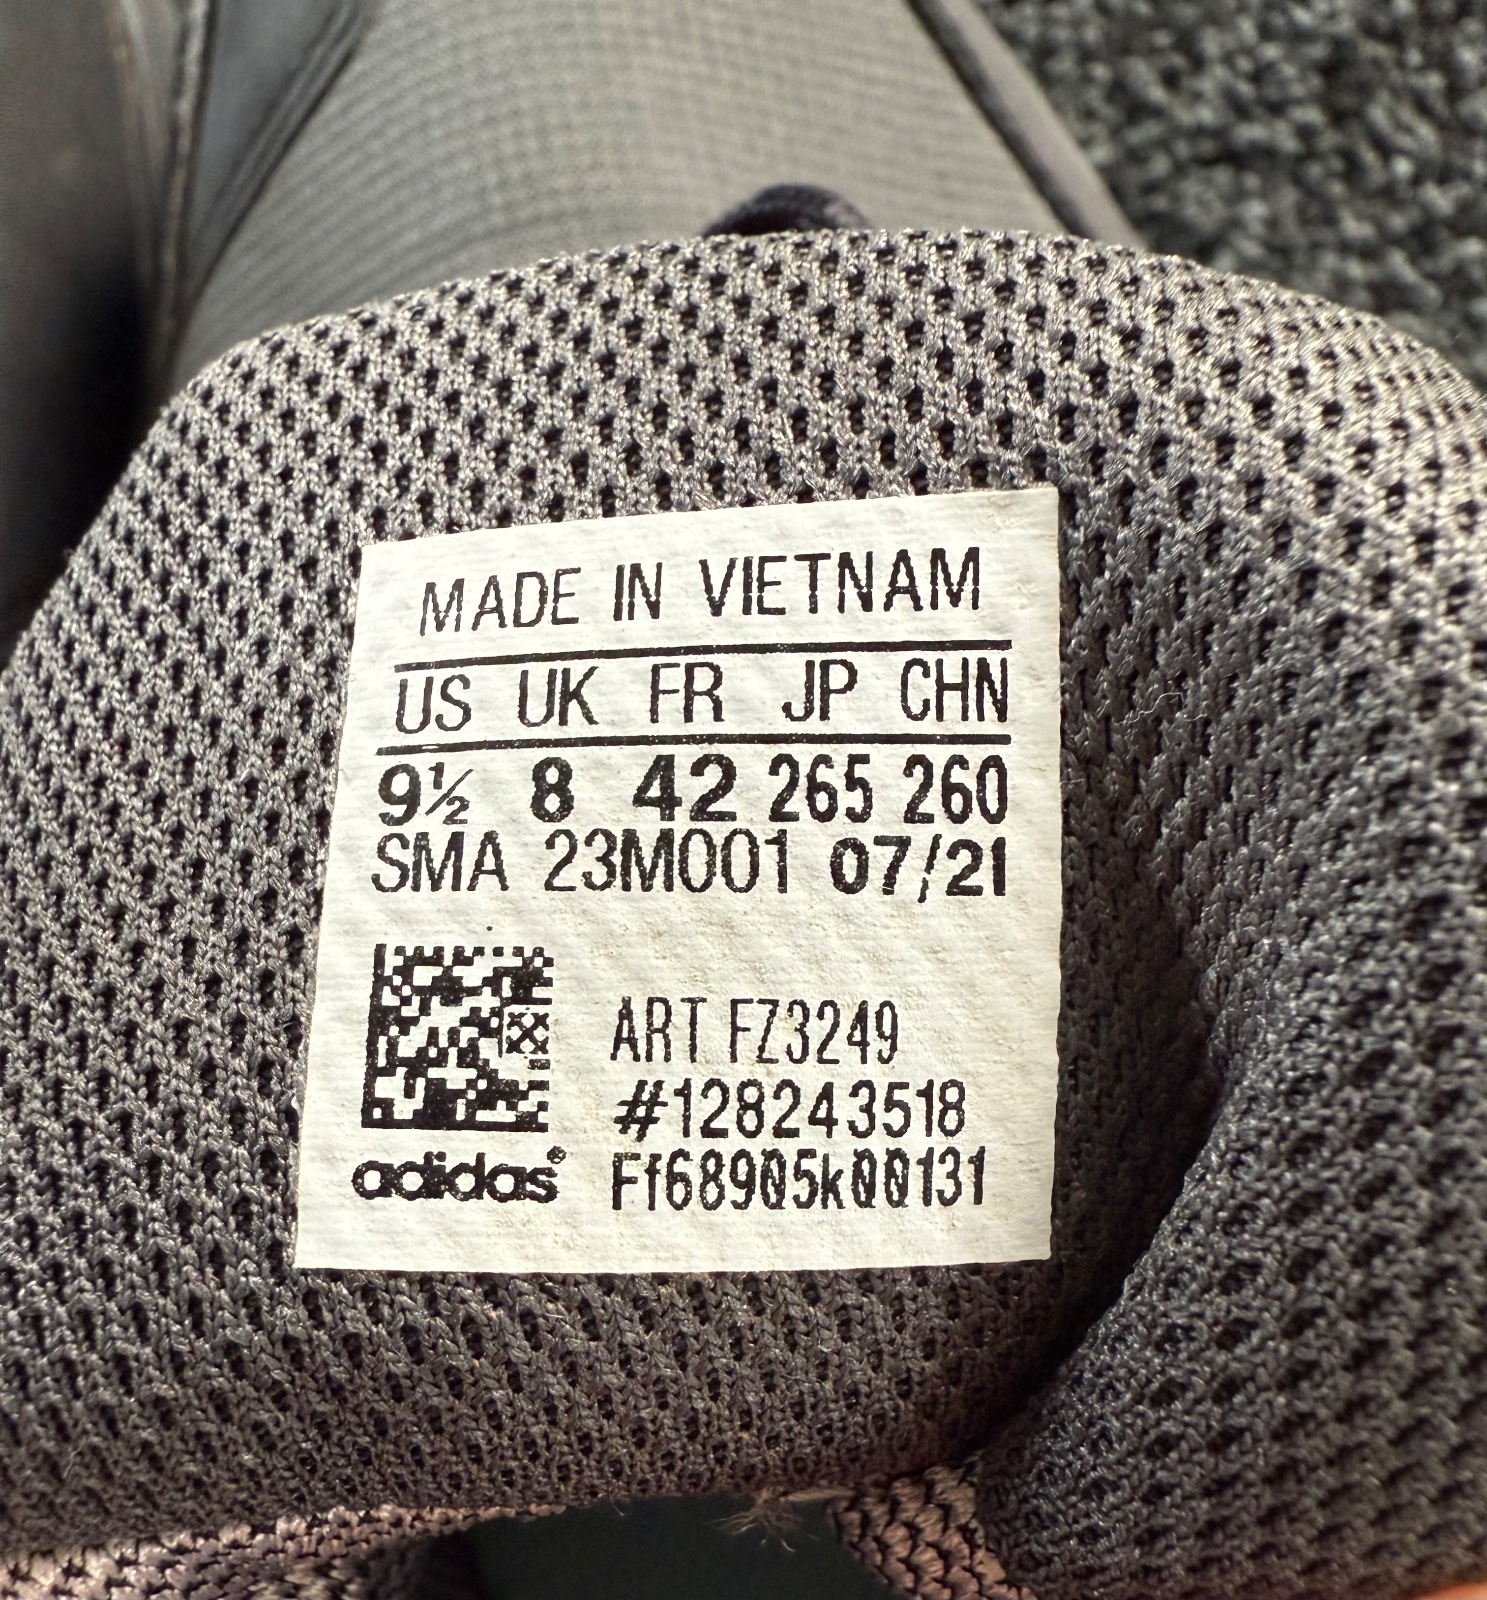 MADE IN VIETNAM
US UK FR JP CHN
9½ 8 42 265 260
SMA 23M001 07/21
ART FZ3249
#128243518
adidas® Ff68905k00131